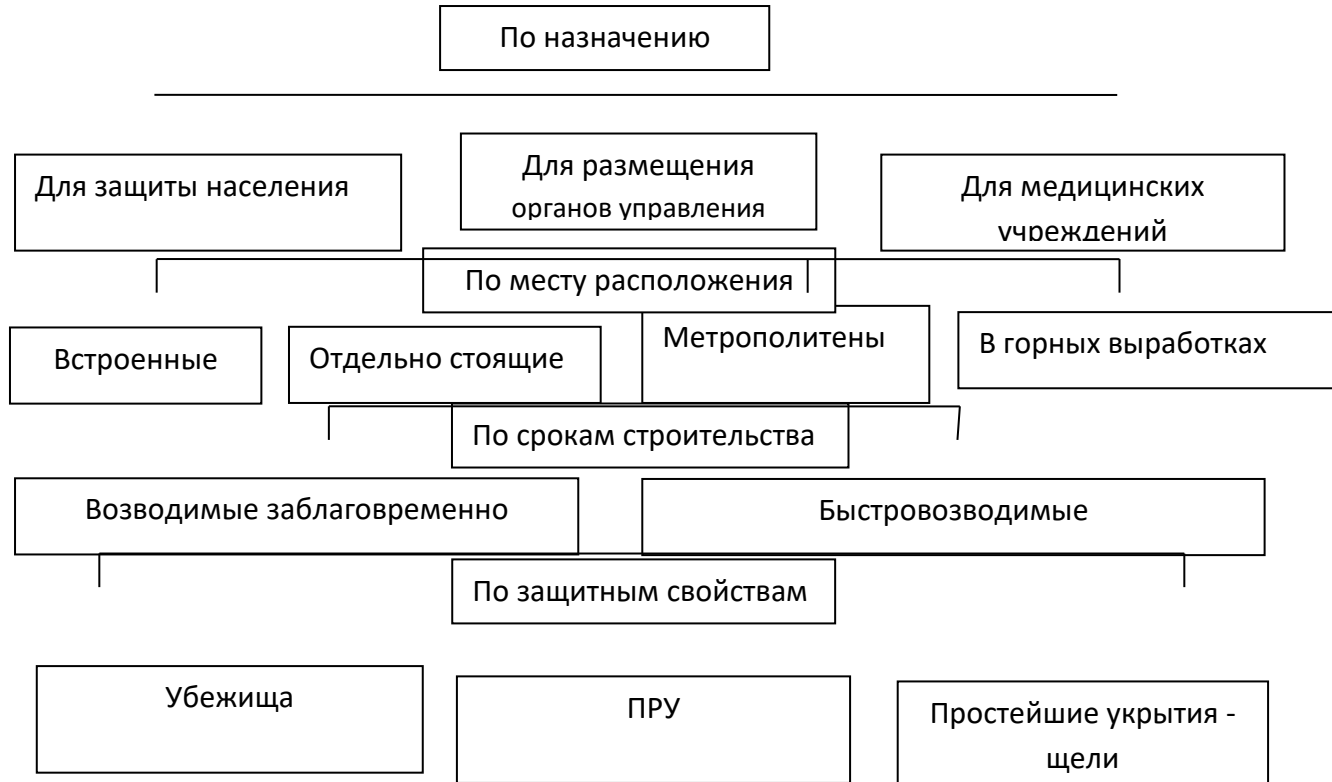 По назначению
Для защиты населения
Для размещения
органов управления
Для медицинских
учреждений
По месту расположения
Встроенные
Отдельно стоящие
Метрополитены
В горных выработках
По срокам строительства
Возводимые заблаговременно
Быстровозводимые
По защитным свойствам
Убежища
ПРУ
Простейшие укрытия -
щели